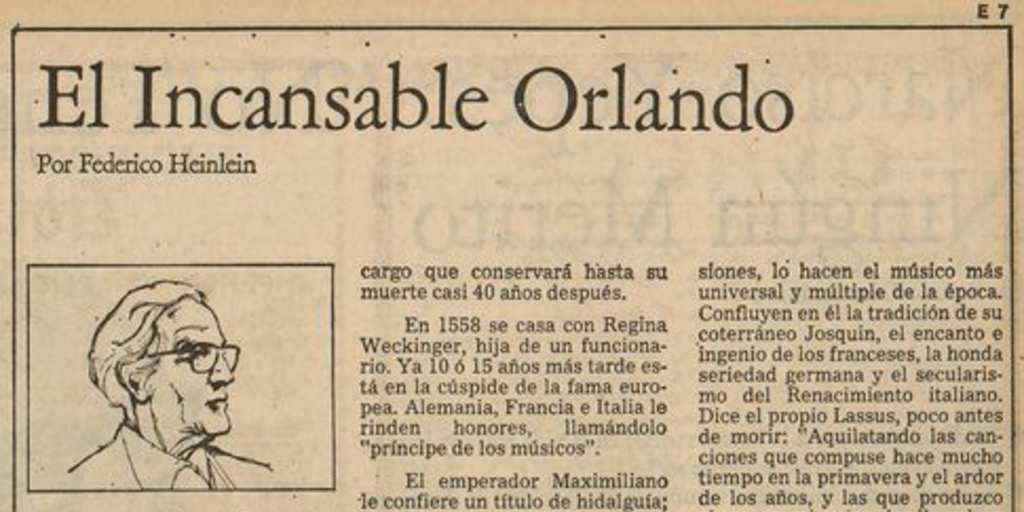 E 7
El Incansable Orlando
Por Federico Heinlein
cargo que conservará hasta su
muerte casi 40 años después.
En 1558 se casa con Regina
Weckinger, hija de un funciona-
rio. Ya 10 ó 15 años más tarde es-
tá en la cúspide de la fama euro-
pea. Alemania, Francia e Italia le
rinden honores, llamándolo
"príncipe de los músicos".
El emperador Maximiliano
le confiere un título de hidalguía;
siones, lo hacen el músico más
universal y múltiple de la época.
Confluyen en él la tradición de su
coterráneo Josquin, el encanto e
ingenio de los franceses, la honda
seriedad germana y el secularis-
mo del Renacimiento italiano.
Dice el propio Lassus, poco antes
de morir: "Aquilatando las can-
ciones que compuse hace mucho
tiempo en la primavera y el ardor
de los años, y las que produzco